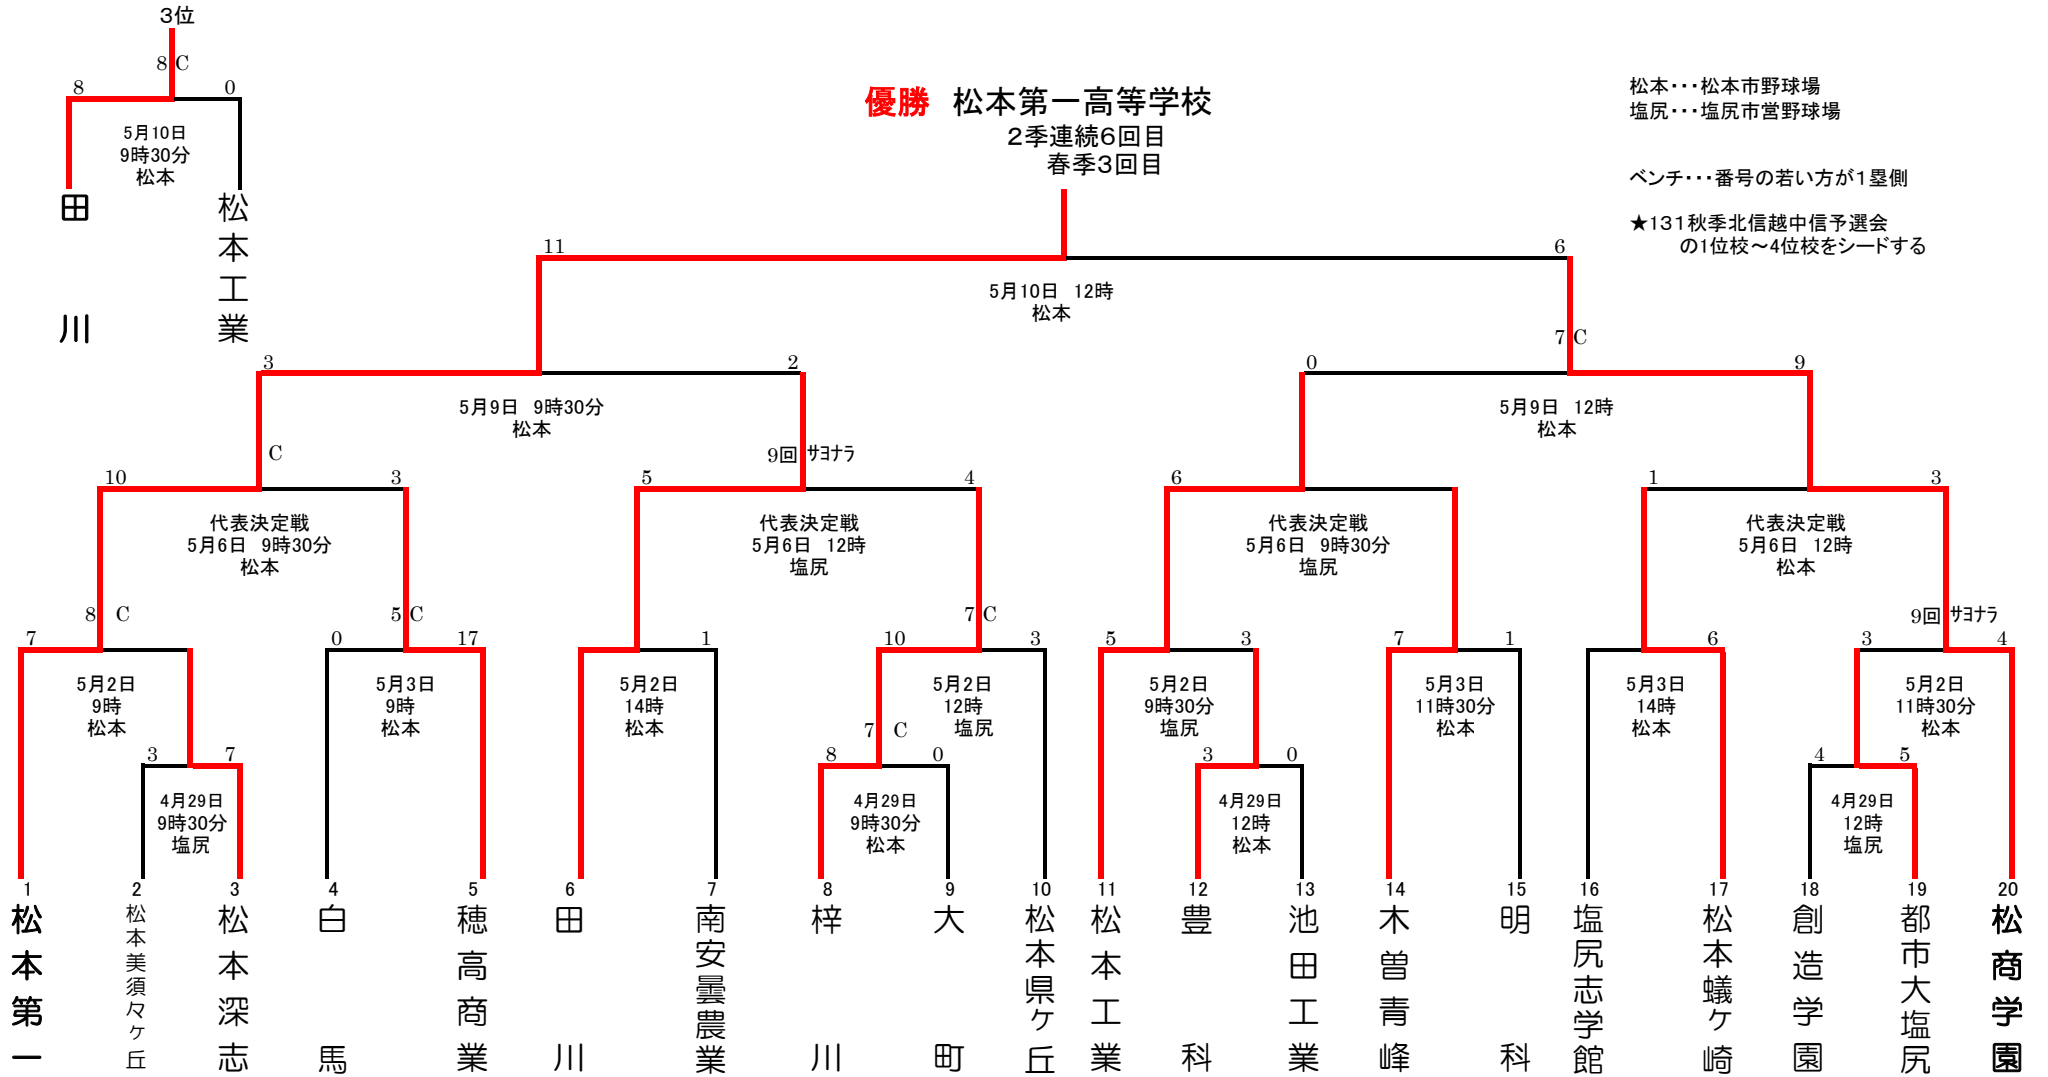 3位
8 C
8 0
5月10日
9時30分
松本
田川
松本工業
優勝 松本第一高等学校
2季連続6回目
春季3回目
松本・・・松本市野球場
塩尻・・・塩尻市営野球場
ベンチ・・・番号の若い方が1塁側
★131秋季北信越中信予選会
の1位校～4位校をシードする
11 6
5月10日 12時
松本
7 C
3 2 0 9
5月9日 9時30分
松本
5月9日 12時
松本
C
9回 サヨナラ
10 3 5 4 6 1 3
代表決定戦
5月6日 9時30分
松本
代表決定戦
5月6日 12時
塩尻
代表決定戦
5月6日 9時30分
塩尻
代表決定戦
5月6日 12時
松本
8 C
5 C
7 C
9回 サヨナラ
7 0 17 1 10 3 5 3 7 1 6 3 4
5月2日
9時
松本
5月3日
9時
松本
5月2日
14時
松本
5月2日
12時
塩尻
5月2日
9時30分
塩尻
5月3日
11時30分
松本
5月3日
14時
松本
5月2日
11時30分
松本
7 C
3 7 8 0 3 0 4 5
4月29日
9時30分
塩尻
4月29日
9時30分
松本
4月29日
12時
松本
4月29日
12時
塩尻
1 2 3 4 5 6 7 8 9 10 11 12 13 14 15 16 17 18 19 20
松本第一
松本美須々ケ丘
松本深志
白馬
穂高商業
田川
南安曇農業
梓川
大町
松本県ケ丘
松本工業
豊科
池田工業
木曽青峰
明科
塩尻志学館
松本蟻ケ崎
創造学園
都市大塩尻
松商学園